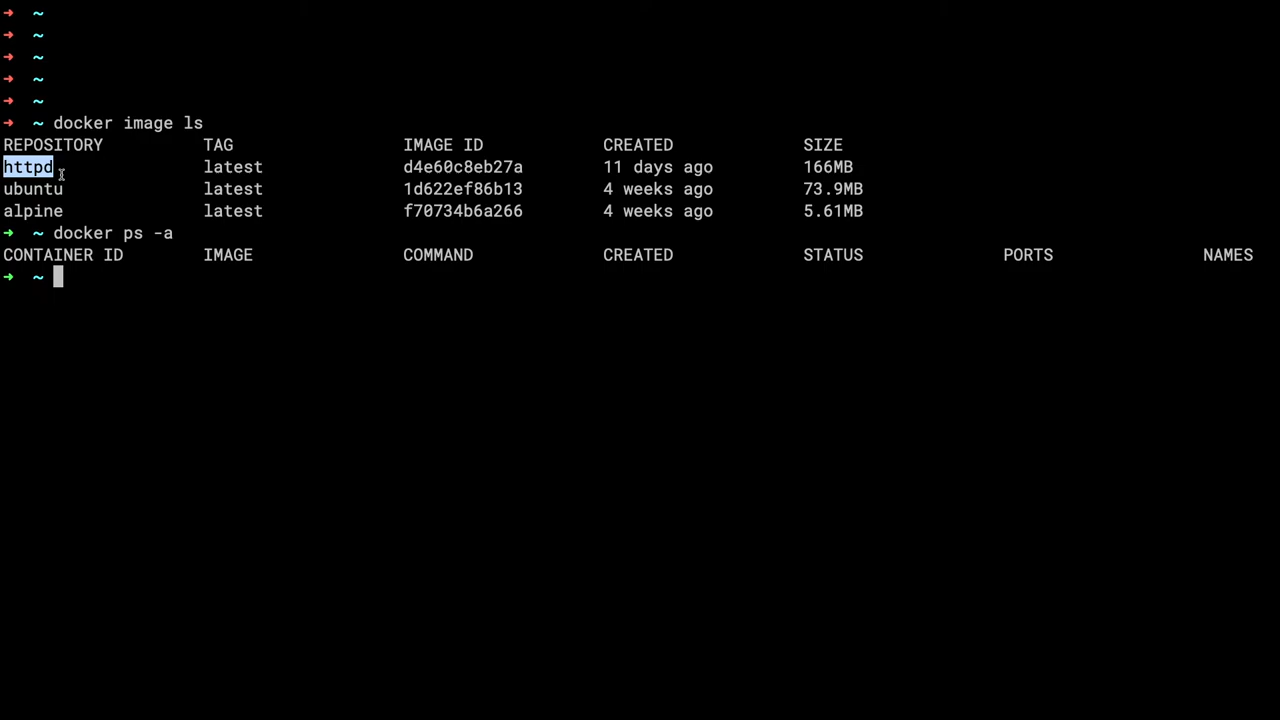 ➜ ~
➜ ~
➜ ~
➜ ~
➜ ~
➜ ~ docker image ls
REPOSITORY TAG IMAGE ID CREATED SIZE
httpd latest d4e60c8eb27a 11 days ago 166MB
ubuntu latest 1d622ef86b13 4 weeks ago 73.9MB
alpine latest f70734b6a266 4 weeks ago 5.61MB
➜ ~ docker ps -a
CONTAINER ID IMAGE COMMAND CREATED STATUS PORTS NAMES
➜ ~